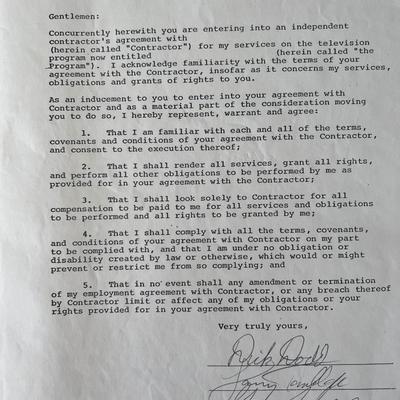 Gentlemen:
Concurrently herewith you are entering into an independent
contractor's agreement with
(herein called "Contractor") for my services on the television
program now entitled (herein called "the
Program"). I acknowledge familiarity with the terms of your
agreement with the Contractor, insofar as it concerns my services,
obligations and grants of rights to you.
As an inducement to you to enter into your agreement with
Contractor and as a material part of the consideration moving
you to do so, I hereby represent, warrant and agree:
1. That I am familiar with each and all of the terms,
covenants and conditions of your agreement with the Contractor,
and consent to the execution thereof;
2. That I shall render all services, grant all rights,
and perform all other obligations to be performed by me as
provided for in your agreement with the Contractor;
3. That I shall look solely to Contractor for all
compensation to be paid to me for all services and obligations
to be performed and all rights to be granted by me;
4. That I shall comply with all the terms, covenants,
and conditions of your agreement with Contractor on my part
to be complied with, and that I am under no obligation or
disability created by law or otherwise, which would or might
prevent or restrict me from so complying; and
5. That in no event shall any amendment or termination
of my employment agreement with Contractor, or any breach thereof
by Contractor limit or affect any of my obligations or your
rights provided for in your agreement with Contractor.
Very truly yours,
Dick Dodd